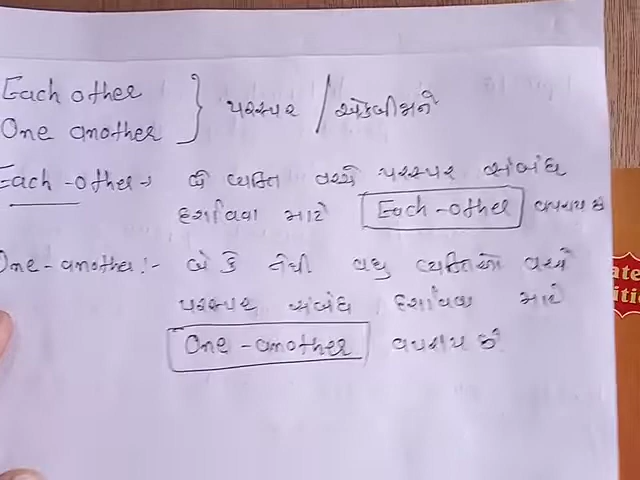 Each other
One another } પરસ્પર / એકબીજાને
Each-other → બે વ્યક્તિ વચ્ચે પરસ્પર સંબંધ
દર્શાવવા માટે Each-other વપરાય છે
One-another:- બે કે તેથી વધુ વ્યક્તિઓ વચ્ચે
પરસ્પર સંબંધ દર્શાવવા માટે
One-another વપરાય છે